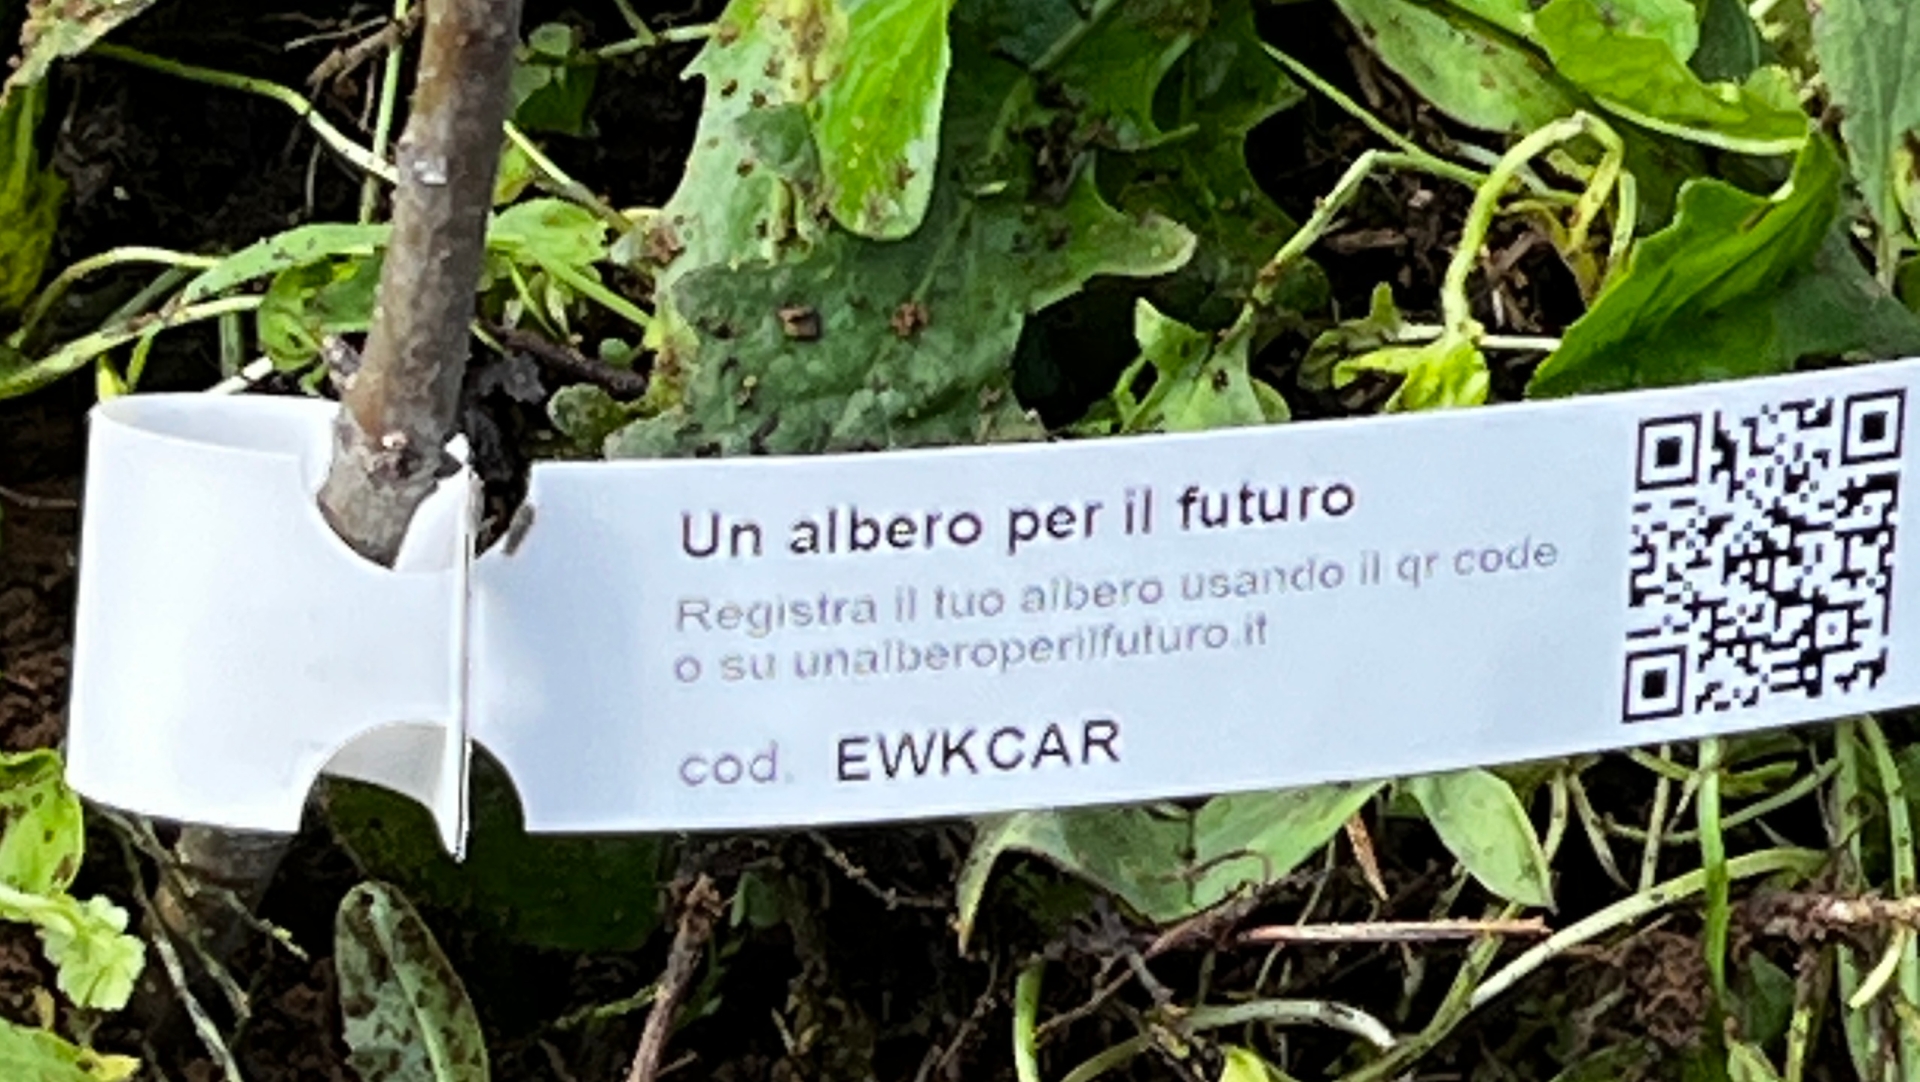 Un albero per il futuro
Registra il tuo albero usando il qr code
o su unalberoperilfuturo.it
cod. EWKCAR